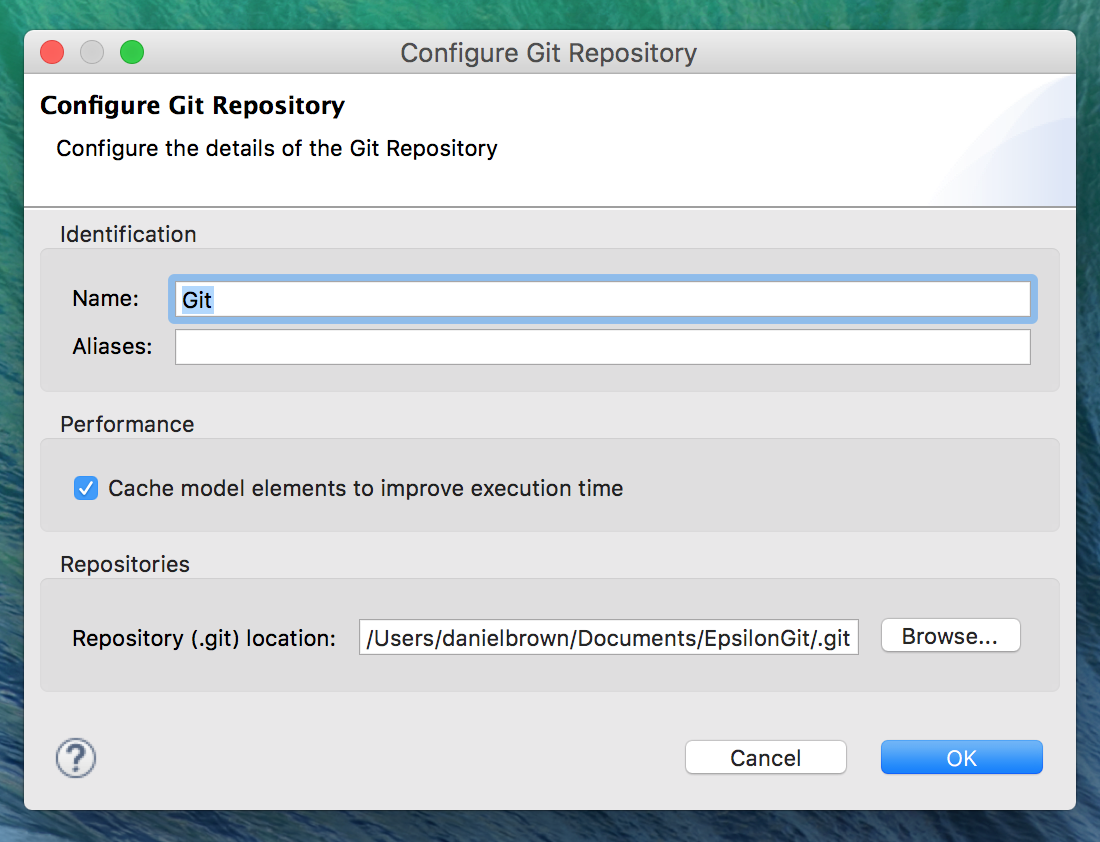 Configure Git Repository
Configure Git Repository
Configure the details of the Git Repository
Identification
Name: Git
Aliases:
Performance
Cache model elements to improve execution time
Repositories
Repository (.git) location: /Users/danielbrown/Documents/EpsilonGit/.git Browse...
? Cancel OK